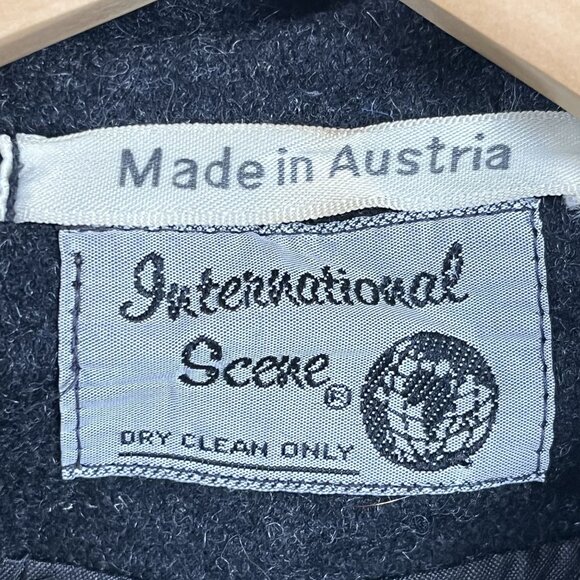 Made in Austria
International
Scene®
DRY CLEAN ONLY